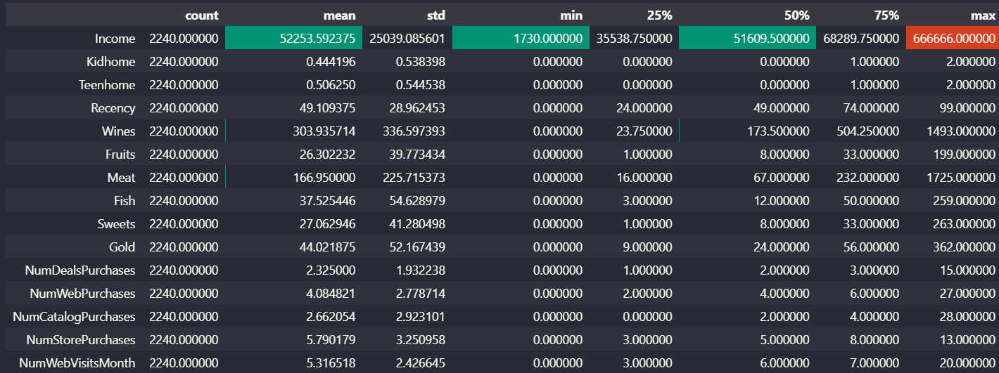 count mean std min 25% 50% 75% max
Income 2240.000000 52253.592375 25039.085601 1730.000000 35538.750000 51609.500000 68289.750000 666666.000000
Kidhome 2240.000000 0.444196 0.538398 0.000000 0.000000 0.000000 1.000000 2.000000
Teenhome 2240.000000 0.506250 0.544538 0.000000 0.000000 0.000000 1.000000 2.000000
Recency 2240.000000 49.109375 28.962453 0.000000 24.000000 49.000000 74.000000 99.000000
Wines 2240.000000 303.935714 336.597393 0.000000 23.750000 173.500000 504.250000 1493.000000
Fruits 2240.000000 26.302232 39.773434 0.000000 1.000000 8.000000 33.000000 199.000000
Meat 2240.000000 166.950000 225.715373 0.000000 16.000000 67.000000 232.000000 1725.000000
Fish 2240.000000 37.525446 54.628979 0.000000 3.000000 12.000000 50.000000 259.000000
Sweets 2240.000000 27.062946 41.280498 0.000000 1.000000 8.000000 33.000000 263.000000
Gold 2240.000000 44.021875 52.167439 0.000000 9.000000 24.000000 56.000000 362.000000
NumDealsPurchases 2240.000000 2.325000 1.932238 0.000000 1.000000 2.000000 3.000000 15.000000
NumWebPurchases 2240.000000 4.084821 2.778714 0.000000 2.000000 4.000000 6.000000 27.000000
NumCatalogPurchases 2240.000000 2.662054 2.923101 0.000000 0.000000 2.000000 4.000000 28.000000
NumStorePurchases 2240.000000 5.790179 3.250958 0.000000 3.000000 5.000000 8.000000 13.000000
NumWebVisitsMonth 2240.000000 5.316518 2.426645 0.000000 3.000000 6.000000 7.000000 20.000000